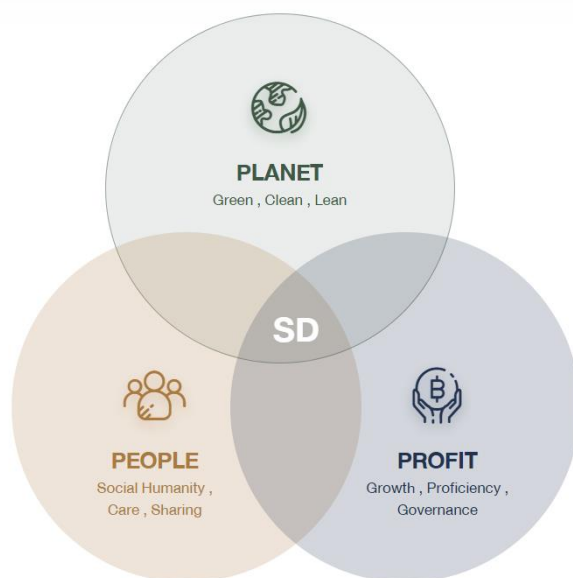 PLANET
Green , Clean , Lean
SD
PEOPLE
Social Humanity ,
Care , Sharing
PROFIT
Growth , Proficiency ,
Governance